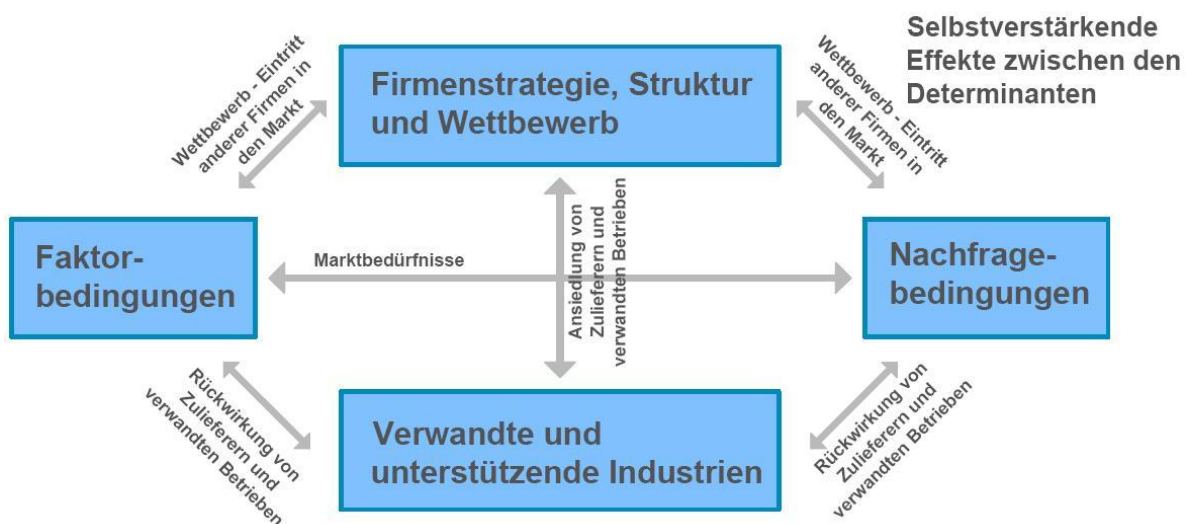 Selbstverstärkende
Effekte zwischen den
Determinanten
Wettbewerb - Eintritt
anderer Firmen in
den Markt
Firmenstrategie, Struktur
und Wettbewerb
Wettbewerb - Eintritt
anderer Firmen in
den Markt
Faktor-
bedingungen
Marktbedürfnisse
Ansiedlung von
Zulieferern und
verwandten Betrieben
Nachfrage-
bedingungen
Rückwirkung von
Zulieferern und
verwandten Betrieben
Verwandte und
unterstützende Industrien
Rückwirkung von
Zulieferern und
verwandten Betrieben